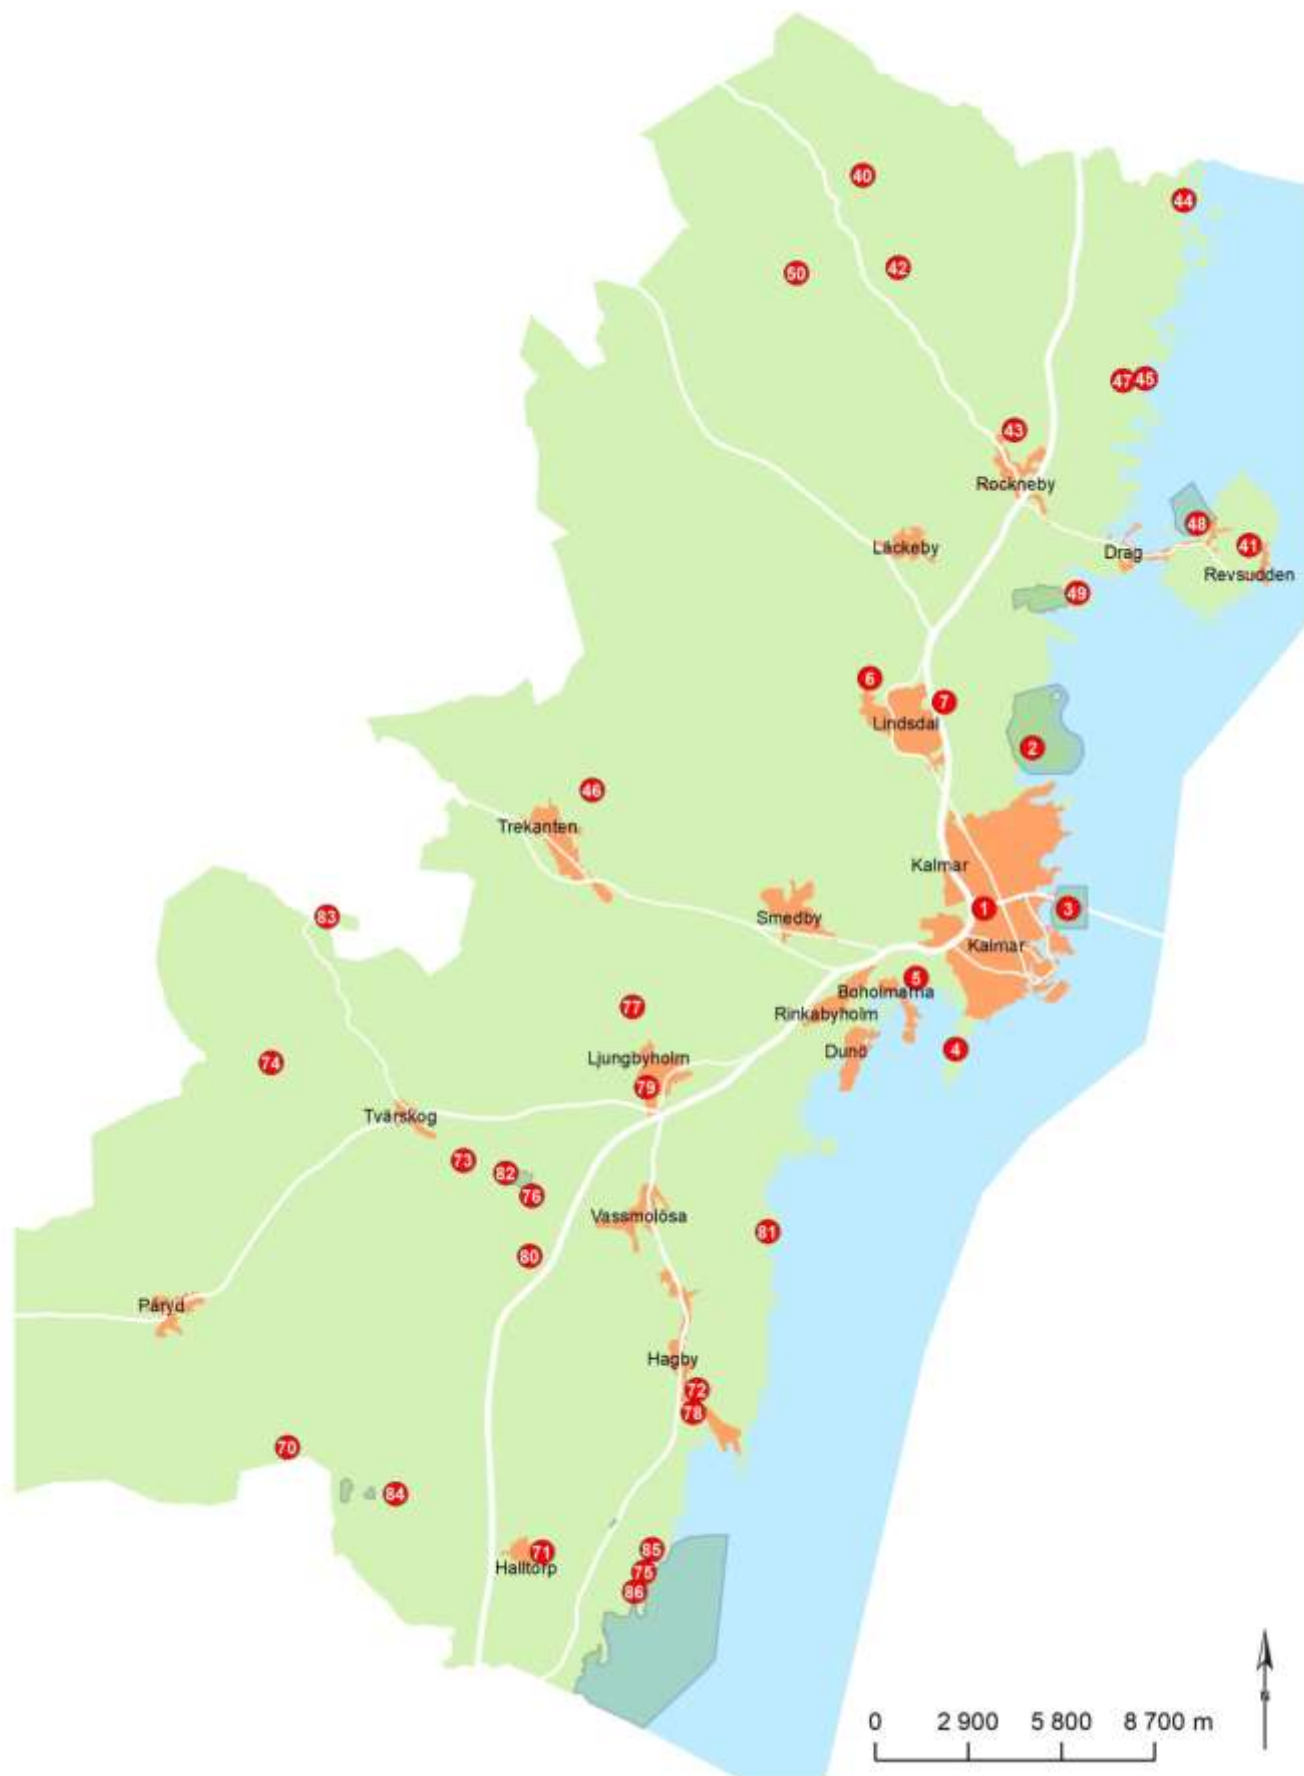 40
44
42
50
47
45
43
Rockneby
48
Läckeby
Drag
41
Revsudden
49
6
7
Lindsdal
2
46
Trekanten
Kalmar
83
Smedby
1
3
Kalmar
5
Boholmarna
77
Rinkabyholm
Dunö
4
Ljungbyholm
74
79
Tvärskog
73
82
76
Vassmolösa
81
80
Påryd
Hagby
72
78
70
84
85
71
Halltorp
75
86
N
0 2 900 5 800 8 700 m